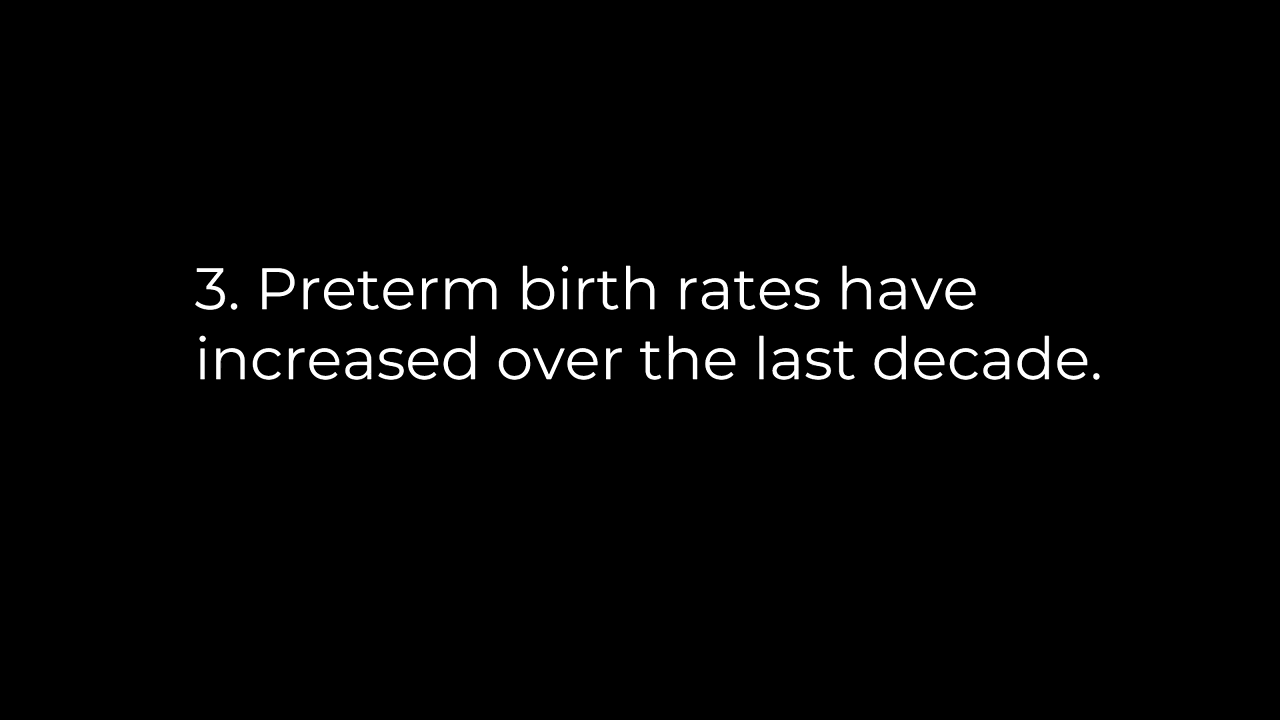 3. Preterm birth rates have
increased over the last decade.